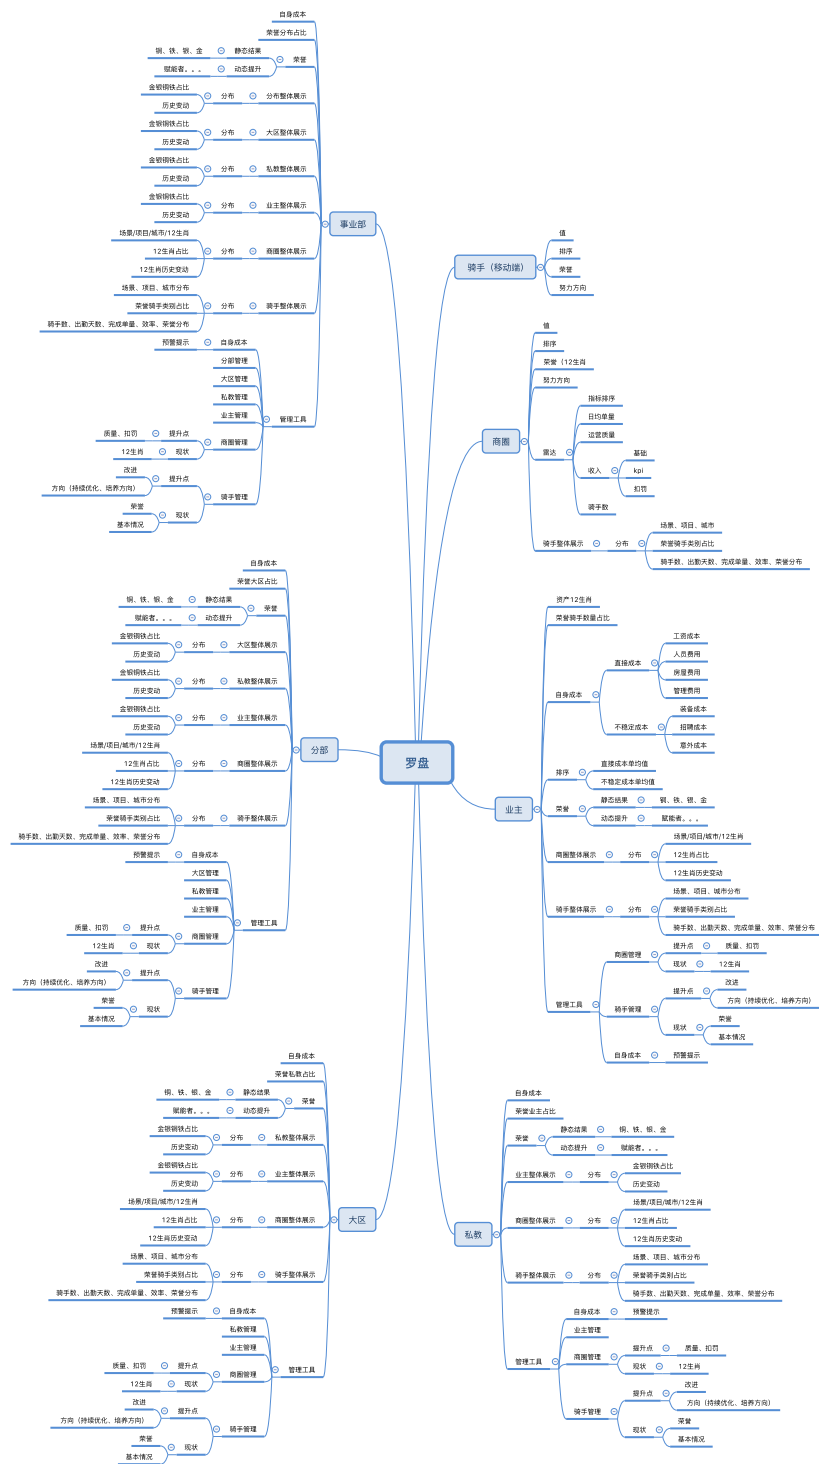 罗盘
骑手（移动端）
值
排序
荣誉
努力方向
商圈
值
排序
荣誉（12生肖
努力方向
雷达
指标排序
日均单量
运营质量
收入
基础
kpi
扣罚
骑手数
骑手整体展示
分布
场景、项目、城市
荣誉骑手类别占比
骑手数、出勤天数、完成单量、效率、荣誉分布
业主
资产12生肖
荣誉骑手数量占比
自身成本
直接成本
工资成本
人员费用
房屋费用
管理费用
不稳定成本
装备成本
招聘成本
意外成本
排序
直接成本单均值
不稳定成本单均值
荣誉
静态结果
铜、铁、银、金
动态提升
赋能者。。。
商圈整体展示
分布
场景/项目/城市/12生肖
12生肖占比
12生肖历史变动
骑手整体展示
分布
场景、项目、城市分布
荣誉骑手类别占比
骑手数、出勤天数、完成单量、效率、荣誉分布
管理工具
商圈管理
提升点
质量、扣罚
现状
12生肖
骑手管理
提升点
改进
方向（持续优化、培养方向）
现状
荣誉
基本情况
自身成本
预警提示
私教
自身成本
荣誉业主占比
荣誉
静态结果
铜、铁、银、金
动态提升
赋能者。。。
业主整体展示
分布
金银铜铁占比
历史变动
商圈整体展示
分布
场景/项目/城市/12生肖
12生肖占比
12生肖历史变动
骑手整体展示
分布
场景、项目、城市分布
荣誉骑手类别占比
骑手数、出勤天数、完成单量、效率、荣誉分布
管理工具
自身成本
预警提示
业主管理
商圈管理
提升点
质量、扣罚
现状
12生肖
骑手管理
提升点
改进
方向（持续优化、培养方向）
现状
荣誉
基本情况
事业部
自身成本
荣誉分布占比
荣誉
静态结果
铜、铁、银、金
动态提升
赋能者。。。
分布整体展示
分布
金银铜铁占比
历史变动
大区整体展示
分布
金银铜铁占比
历史变动
私教整体展示
分布
金银铜铁占比
历史变动
业主整体展示
分布
金银铜铁占比
历史变动
商圈整体展示
分布
场景/项目/城市/12生肖
12生肖占比
12生肖历史变动
骑手整体展示
分布
场景、项目、城市分布
荣誉骑手类别占比
骑手数、出勤天数、完成单量、效率、荣誉分布
管理工具
自身成本
预警提示
分部管理
大区管理
私教管理
业主管理
商圈管理
提升点
质量、扣罚
现状
12生肖
骑手管理
提升点
改进
方向（持续优化、培养方向）
现状
荣誉
基本情况
分部
自身成本
荣誉大区占比
荣誉
静态结果
铜、铁、银、金
动态提升
赋能者。。。
大区整体展示
分布
金银铜铁占比
历史变动
私教整体展示
分布
金银铜铁占比
历史变动
业主整体展示
分布
金银铜铁占比
历史变动
商圈整体展示
分布
场景/项目/城市/12生肖
12生肖占比
12生肖历史变动
骑手整体展示
分布
场景、项目、城市分布
荣誉骑手类别占比
骑手数、出勤天数、完成单量、效率、荣誉分布
管理工具
自身成本
预警提示
大区管理
私教管理
业主管理
商圈管理
提升点
质量、扣罚
现状
12生肖
骑手管理
提升点
改进
方向（持续优化、培养方向）
现状
荣誉
基本情况
大区
自身成本
荣誉私教占比
荣誉
静态结果
铜、铁、银、金
动态提升
赋能者。。。
私教整体展示
分布
金银铜铁占比
历史变动
业主整体展示
分布
金银铜铁占比
历史变动
商圈整体展示
分布
场景/项目/城市/12生肖
12生肖占比
12生肖历史变动
骑手整体展示
分布
场景、项目、城市分布
荣誉骑手类别占比
骑手数、出勤天数、完成单量、效率、荣誉分布
管理工具
自身成本
预警提示
私教管理
业主管理
商圈管理
提升点
质量、扣罚
现状
12生肖
骑手管理
提升点
改进
方向（持续优化、培养方向）
现状
荣誉
基本情况